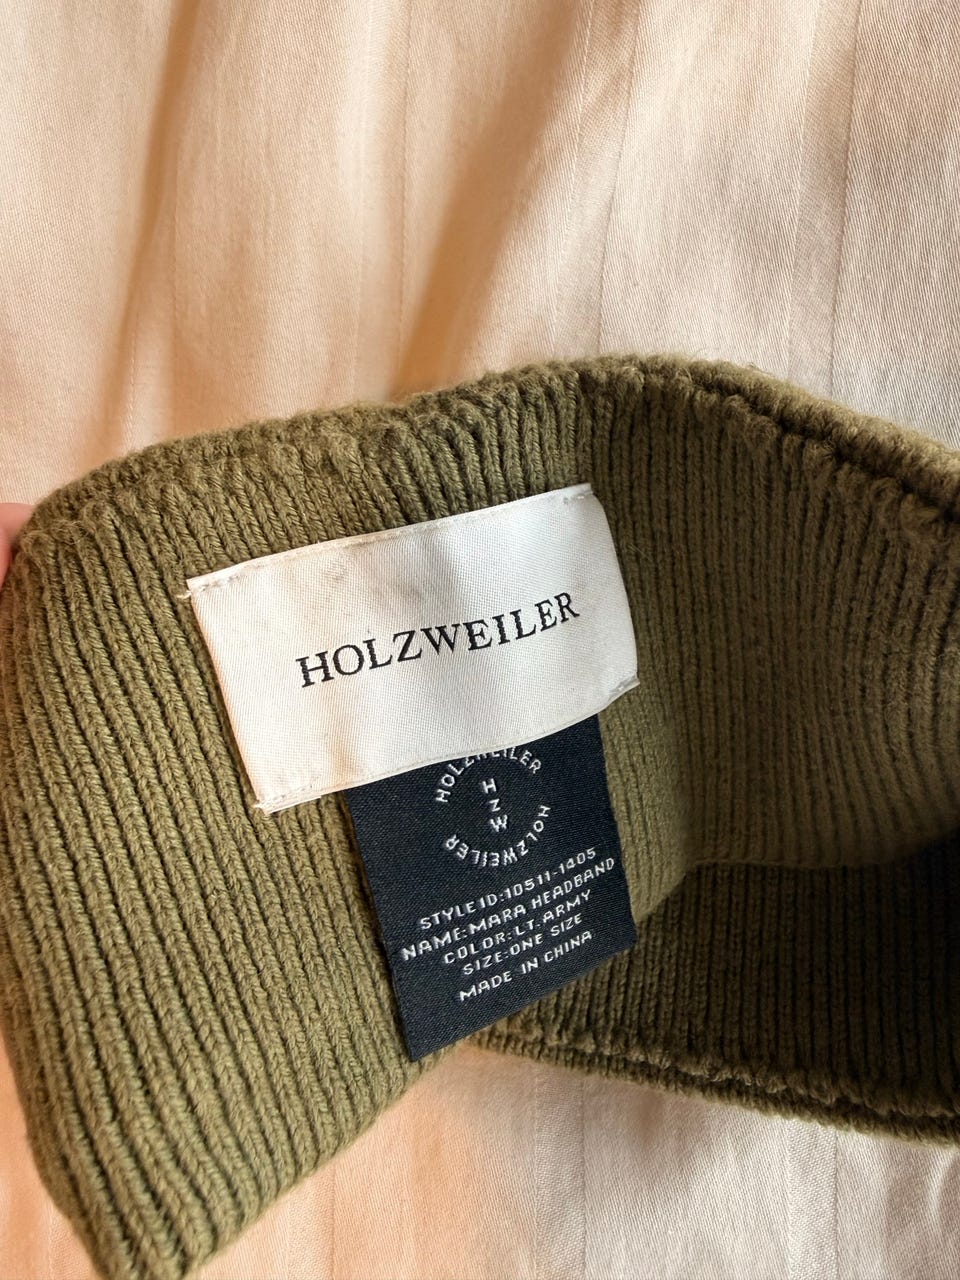 HOLZWEILER
HOLZWEILER
H
Z
W
HOLZWEILER
HOLZWEILER
STYLE ID:10511-1405
NAME:MARA HEADBAND
COLOR:LT.ARMY
SIZE:ONE SIZE
MADE IN CHINA